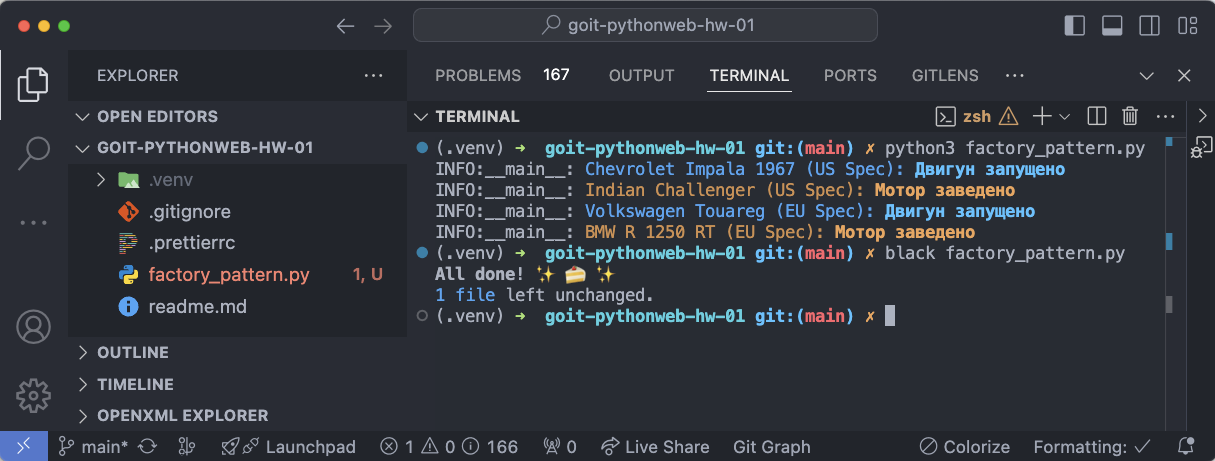 goit-pythonweb-hw-01
EXPLORER
OPEN EDITORS
GOIT-PYTHONWEB-HW-01
.venv
.gitignore
.prettierrc
factory_pattern.py 1, U
readme.md
OUTLINE
TIMELINE
OPENXML EXPLORER
PROBLEMS 167 OUTPUT TERMINAL PORTS GITLENS
TERMINAL zsh
(.venv) ➜ goit-pythonweb-hw-01 git:(main) ✗ python3 factory_pattern.py
INFO:__main__: Chevrolet Impala 1967 (US Spec): Двигун запущено
INFO:__main__: Indian Challenger (US Spec): Мотор заведено
INFO:__main__: Volkswagen Touareg (EU Spec): Двигун запущено
INFO:__main__: BMW R 1250 RT (EU Spec): Мотор заведено
(.venv) ➜ goit-pythonweb-hw-01 git:(main) ✗ black factory_pattern.py
All done! ✨ 🍰 ✨
1 file left unchanged.
(.venv) ➜ goit-pythonweb-hw-01 git:(main) ✗
main* Launchpad 1 0 166 0 Live Share Git Graph Colorize Formatting: ✓